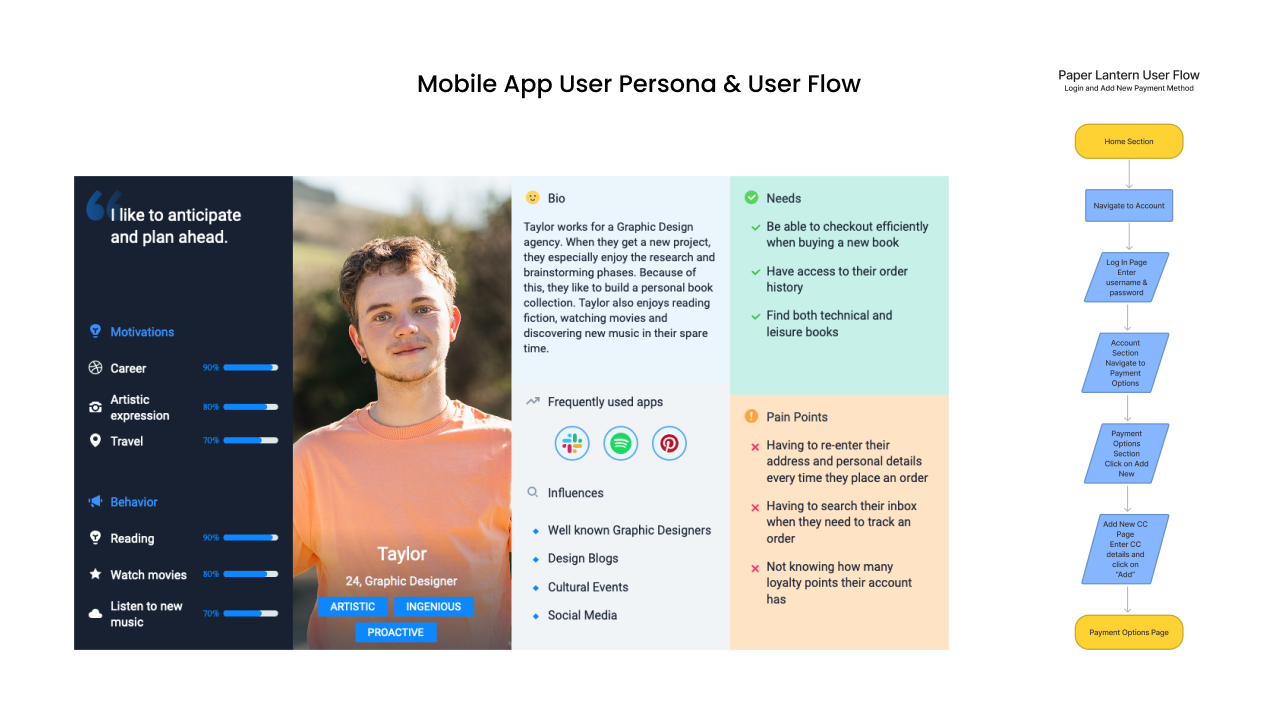 Mobile App User Persona & User Flow
I like to anticipate
and plan ahead.
Motivations
Career 90%
Artistic
expression 80%
Travel 70%
Behavior
Reading 90%
Watch movies 80%
Listen to new
music 70%
Taylor
24, Graphic Designer
ARTISTIC INGENIOUS
PROACTIVE
Bio
Taylor works for a Graphic Design
agency. When they get a new project,
they especially enjoy the research and
brainstorming phases. Because of
this, they like to build a personal book
collection. Taylor also enjoys reading
fiction, watching movies and
discovering new music in their spare
time.
Frequently used apps
Influences
Well known Graphic Designers
Design Blogs
Cultural Events
Social Media
Needs
Be able to checkout efficiently
when buying a new book
Have access to their order
history
Find both technical and
leisure books
Pain Points
Having to re-enter their
address and personal details
every time they place an order
Having to search their inbox
when they need to track an
order
Not knowing how many
loyalty points their account
has
Paper Lantern User Flow
Login and Add New Payment Method
Home Section
Navigate to Account
Log In Page
Enter
username &
password
Account
Section
Navigate to
Payment
Options
Payment
Options
Section
Click on Add
New
Add New CC
Page
Enter CC
details and
click on
"Add"
Payment Options Page